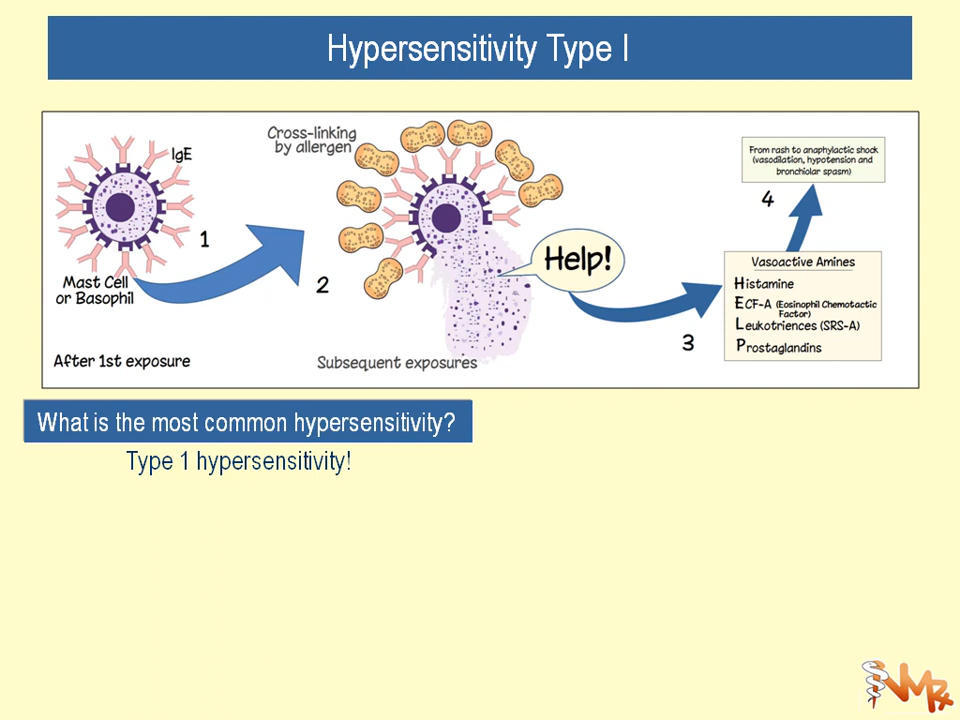 Hypersensitivity Type I
Cross-linking
by allergen
IgE
1
Mast Cell
or Basophil
After 1st exposure
2
Subsequent exposures
Help!
3
4
From rash to anaphylactic shock
(vasodilation, hypotension and
bronchiolar spasm)
Vasoactive Amines
Histamine
ECF-A (Eosinophil Chemotactic
Factor)
Leukotriences (SRS-A)
Prostaglandins
What is the most common hypersensitivity?
Type 1 hypersensitivity!
VMRx